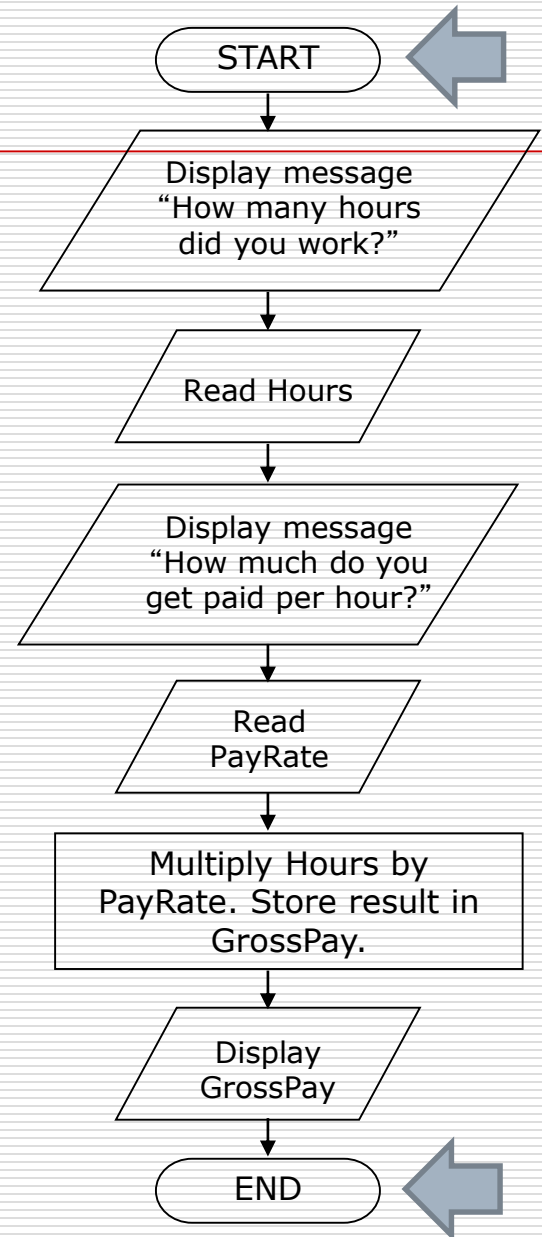 START
Display message
“How many hours
did you work?”
Read Hours
Display message
“How much do you
get paid per hour?”
Read
PayRate
Multiply Hours by
PayRate. Store result in
GrossPay.
Display
GrossPay
END